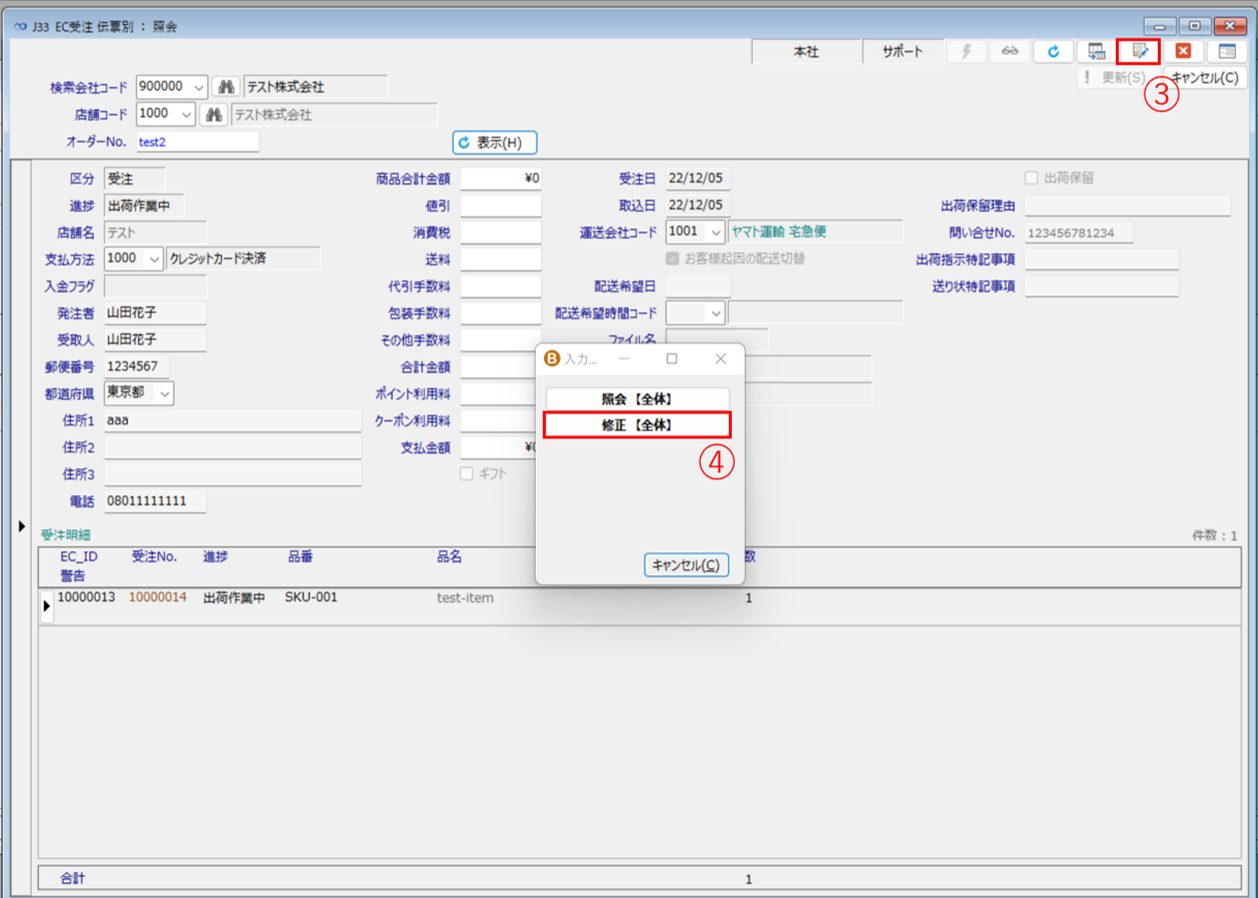 J33 EC受注 伝票別 : 照会
本社 サポート
③ ! 更新(S) キャンセル(C)
検索会社コード 900000 テスト株式会社
店舗コード 1000 テスト株式会社
オーダーNo. test2 表示(H)
区分 受注 商品合計金額 ¥0 受注日 22/12/05 出荷保留
進捗 出荷作業中 値引 取込日 22/12/05 出荷保留理由
店舗名 テスト 消費税 運送会社コード 1001 ヤマト運輸 宅急便 問い合せNo. 123456781234
支払方法 1000 クレジットカード決済 送料 お客様起因の配送切替 出荷指示特記事項
入金フラグ 代引手数料 配送希望日 送り状特記事項
発注者 山田花子 包装手数料 配送希望時間コード
受取人 山田花子 その他手数料 ファイル名
郵便番号 1234567 合計金額
都道府県 東京都 ポイント利用料
住所1 aaa クーポン利用料
住所2 支払金額 ¥0
住所3 ギフト
電話 08011111111
B 入力...
照会【全体】
修正【全体】
④
キャンセル(C)
受注明細 件数:1
EC_ID 受注No. 進捗 品番 品名 数
警告
10000013 10000014 出荷作業中 SKU-001 test-item 1
合計 1